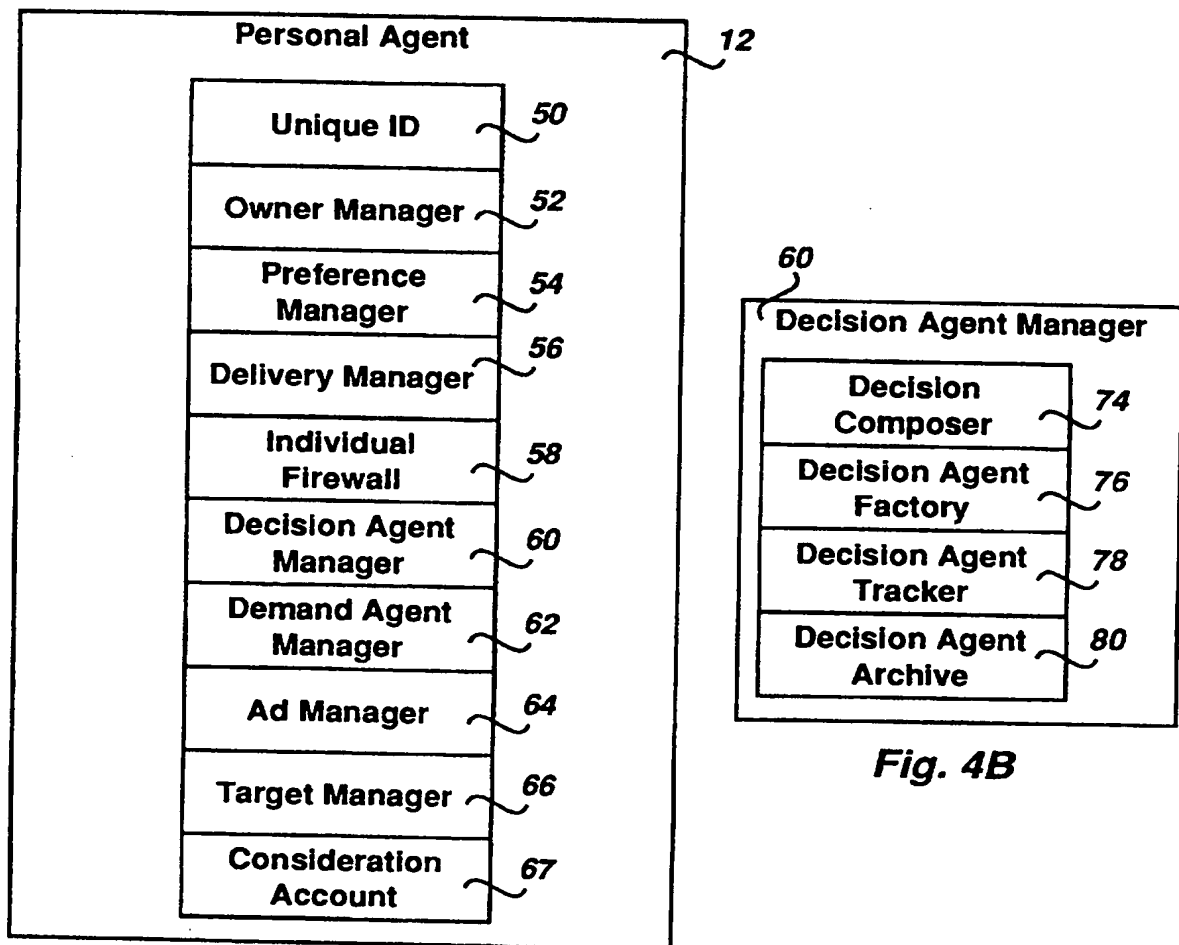 Personal Agent
12
Unique ID
50
Owner Manager
52
Preference
Manager
54
Delivery Manager
56
Individual
Firewall
58
Decision Agent
Manager
60
Demand Agent
Manager
62
Ad Manager
64
Target Manager
66
Consideration
Account
67
60
Decision Agent Manager
Decision
Composer
74
Decision Agent
Factory
76
Decision Agent
Tracker
78
Decision Agent
Archive
80
Fig. 4B